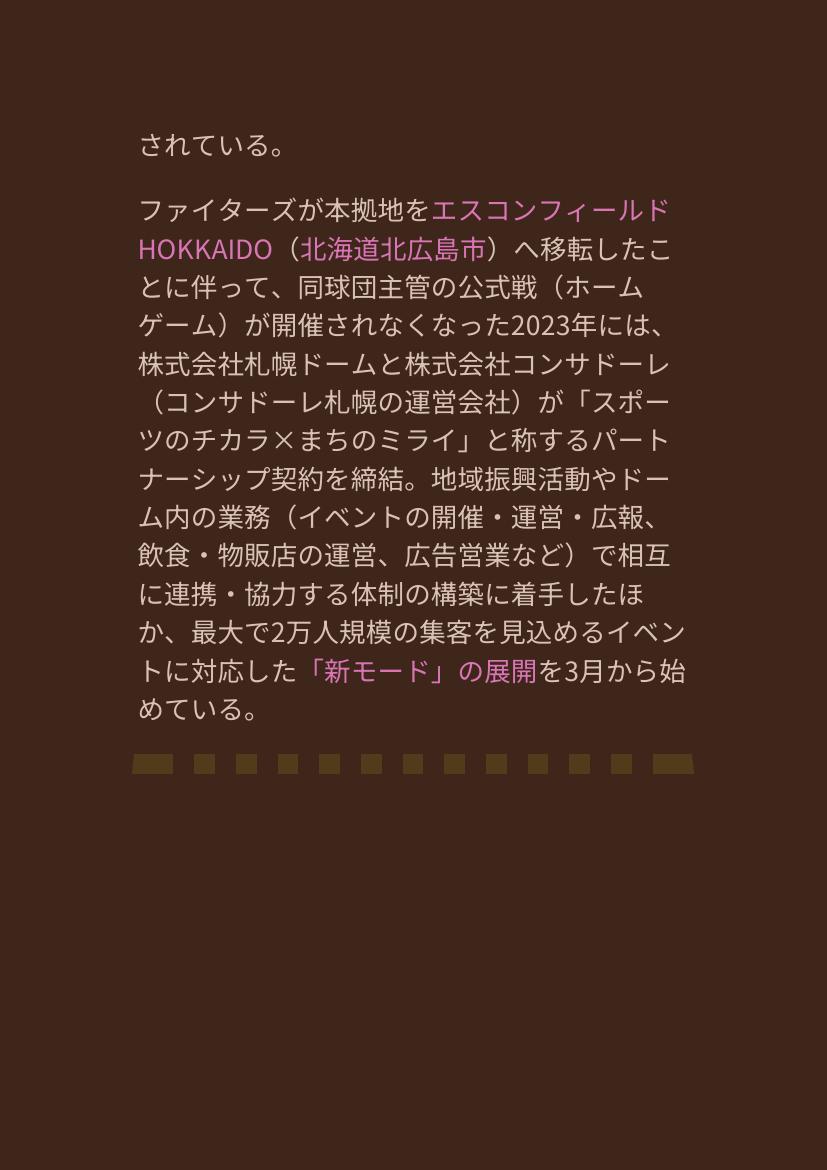 されている。
ファイターズが本拠地をエスコンフィールド
HOKKAIDO（北海道北広島市）へ移転したこ
とに伴って、同球団主管の公式戦（ホーム
ゲーム）が開催されなくなった2023年には、
株式会社札幌ドームと株式会社コンサドーレ
（コンサドーレ札幌の運営会社）が「スポー
ツのチカラ×まちのミライ」と称するパート
ナーシップ契約を締結。地域振興活動やドー
ム内の業務（イベントの開催・運営・広報、
飲食・物販店の運営、広告営業など）で相互
に連携・協力する体制の構築に着手したほ
か、最大で2万人規模の集客を見込めるイベン
トに対応した「新モード」の展開を3月から始
めている。